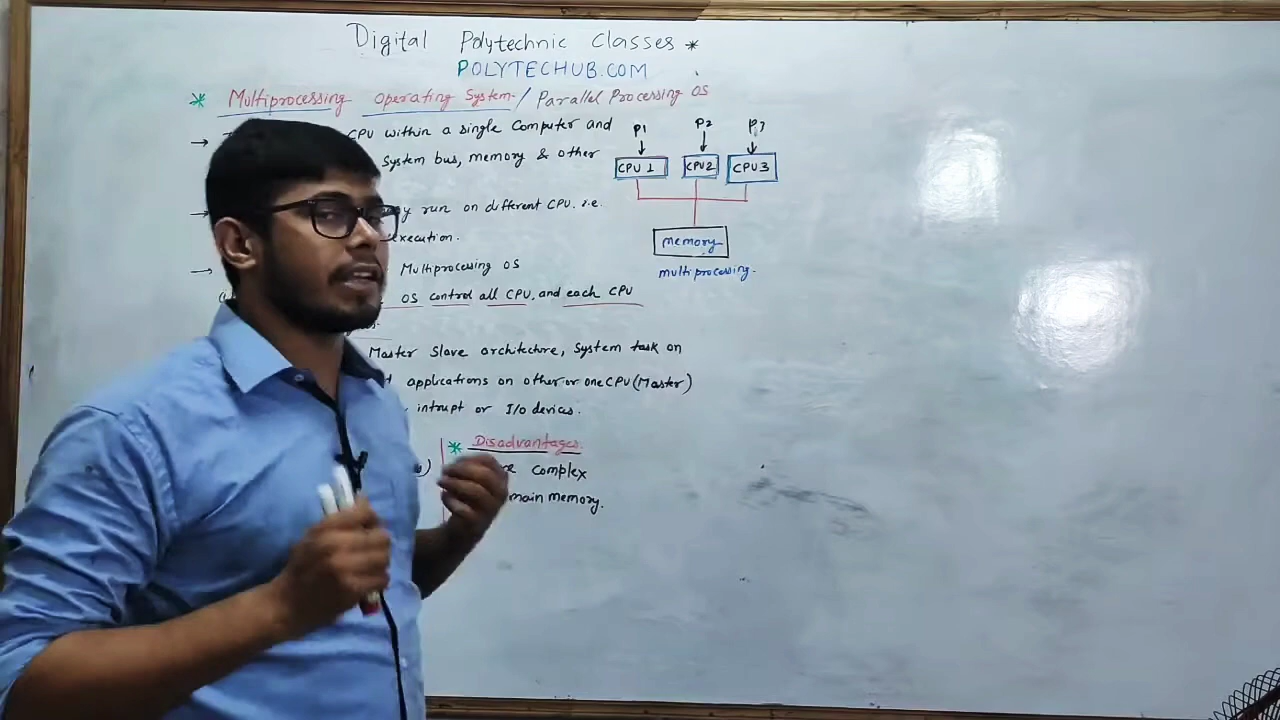 Digital Polytechnic Classes *
POLYTECHUB.COM
* Multiprocessing Operating System / Parallel Processing OS
→ CPU within a single Computer and
System bus, memory & other
→ run on different CPU. i.e.
execution.
→ Multiprocessing OS
OS control all CPU, and each CPU
Master Slave architecture, System task on
applications on other or one CPU (Master)
intrupt or I/o devices.
* Disadvantages
complex
main memory.
P1 P2 P3
CPU 1 CPU2 CPU3
memory
multiprocessing.